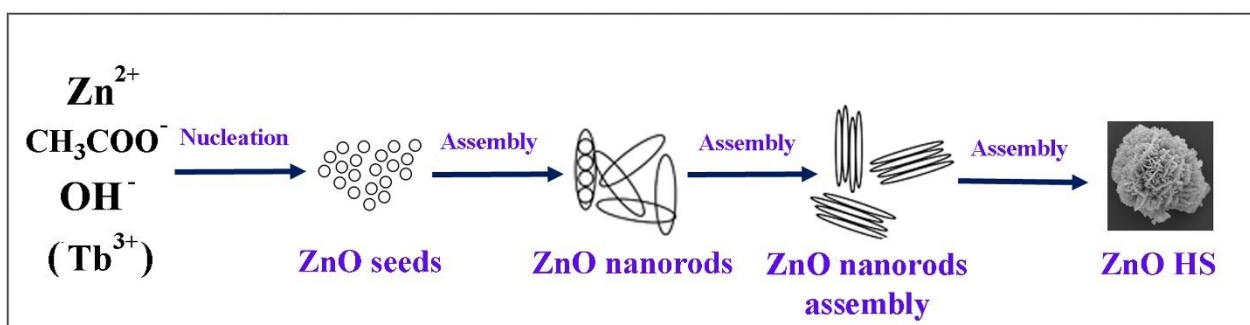 Zn²⁺
CH₃COO⁻
OH⁻
(Tb³⁺)
Nucleation
ZnO seeds
Assembly
ZnO nanorods
Assembly
ZnO nanorods
assembly
Assembly
ZnO HS